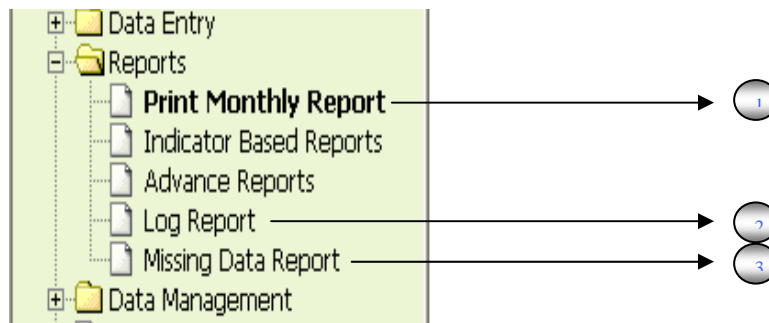 Data Entry
Reports
Print Monthly Report 1
Indicator Based Reports
Advance Reports
Log Report 2
Missing Data Report 3
Data Management